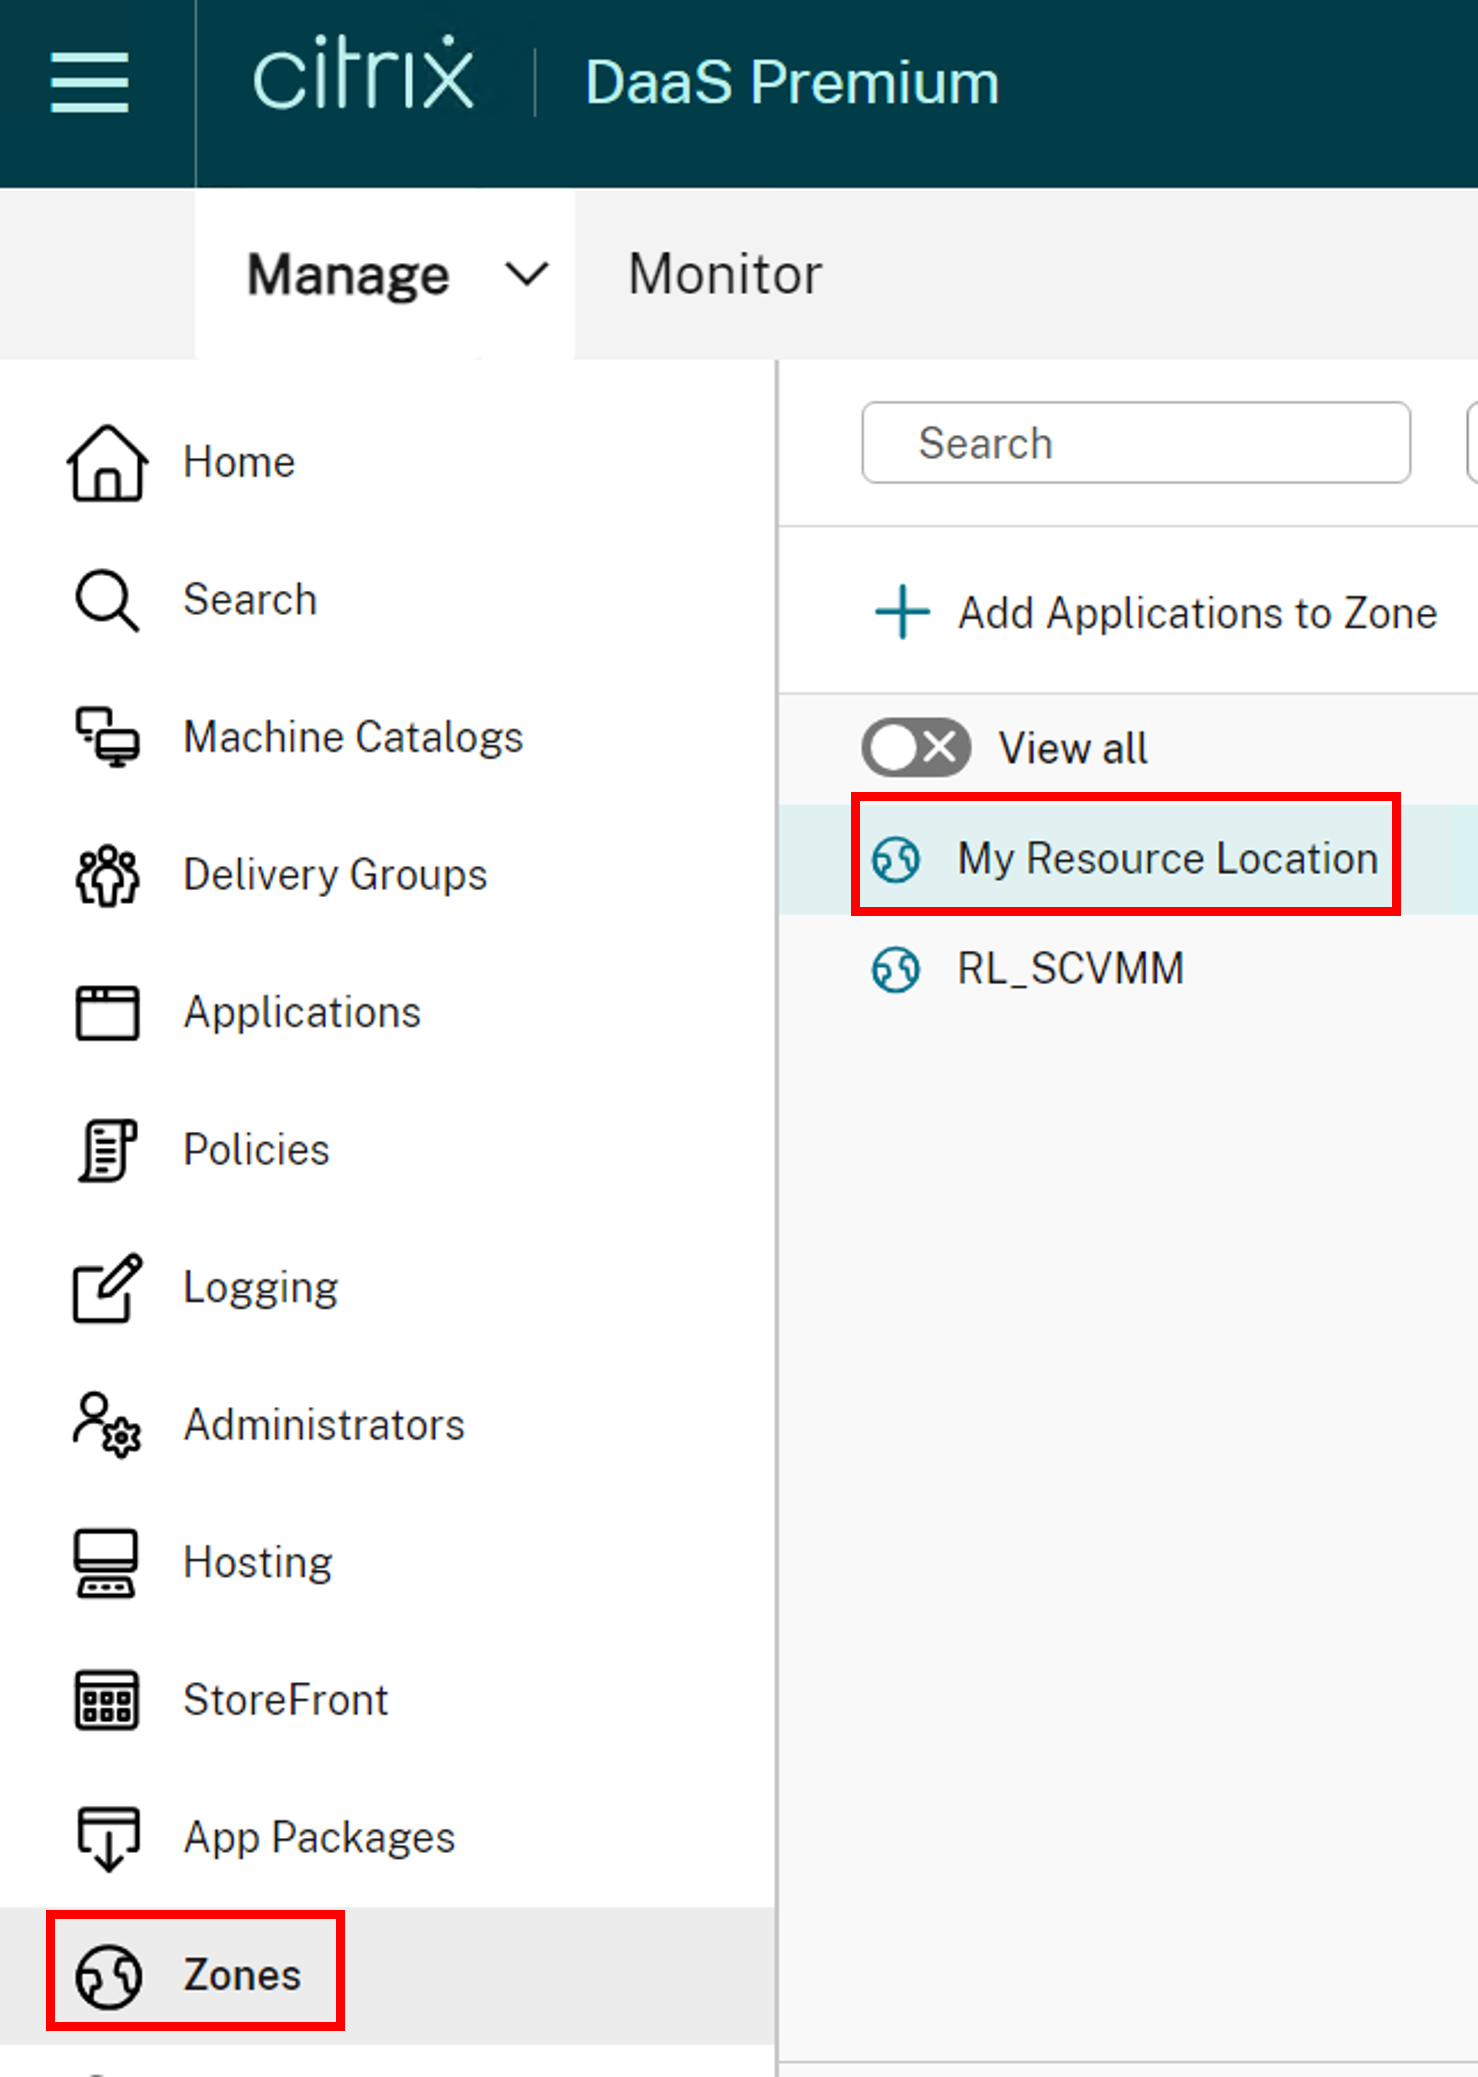 citrix DaaS Premium
Manage Monitor
Home
Search
Machine Catalogs
Delivery Groups
Applications
Policies
Logging
Administrators
Hosting
StoreFront
App Packages
Zones
Search
Add Applications to Zone
View all
My Resource Location
RL_SCVMM